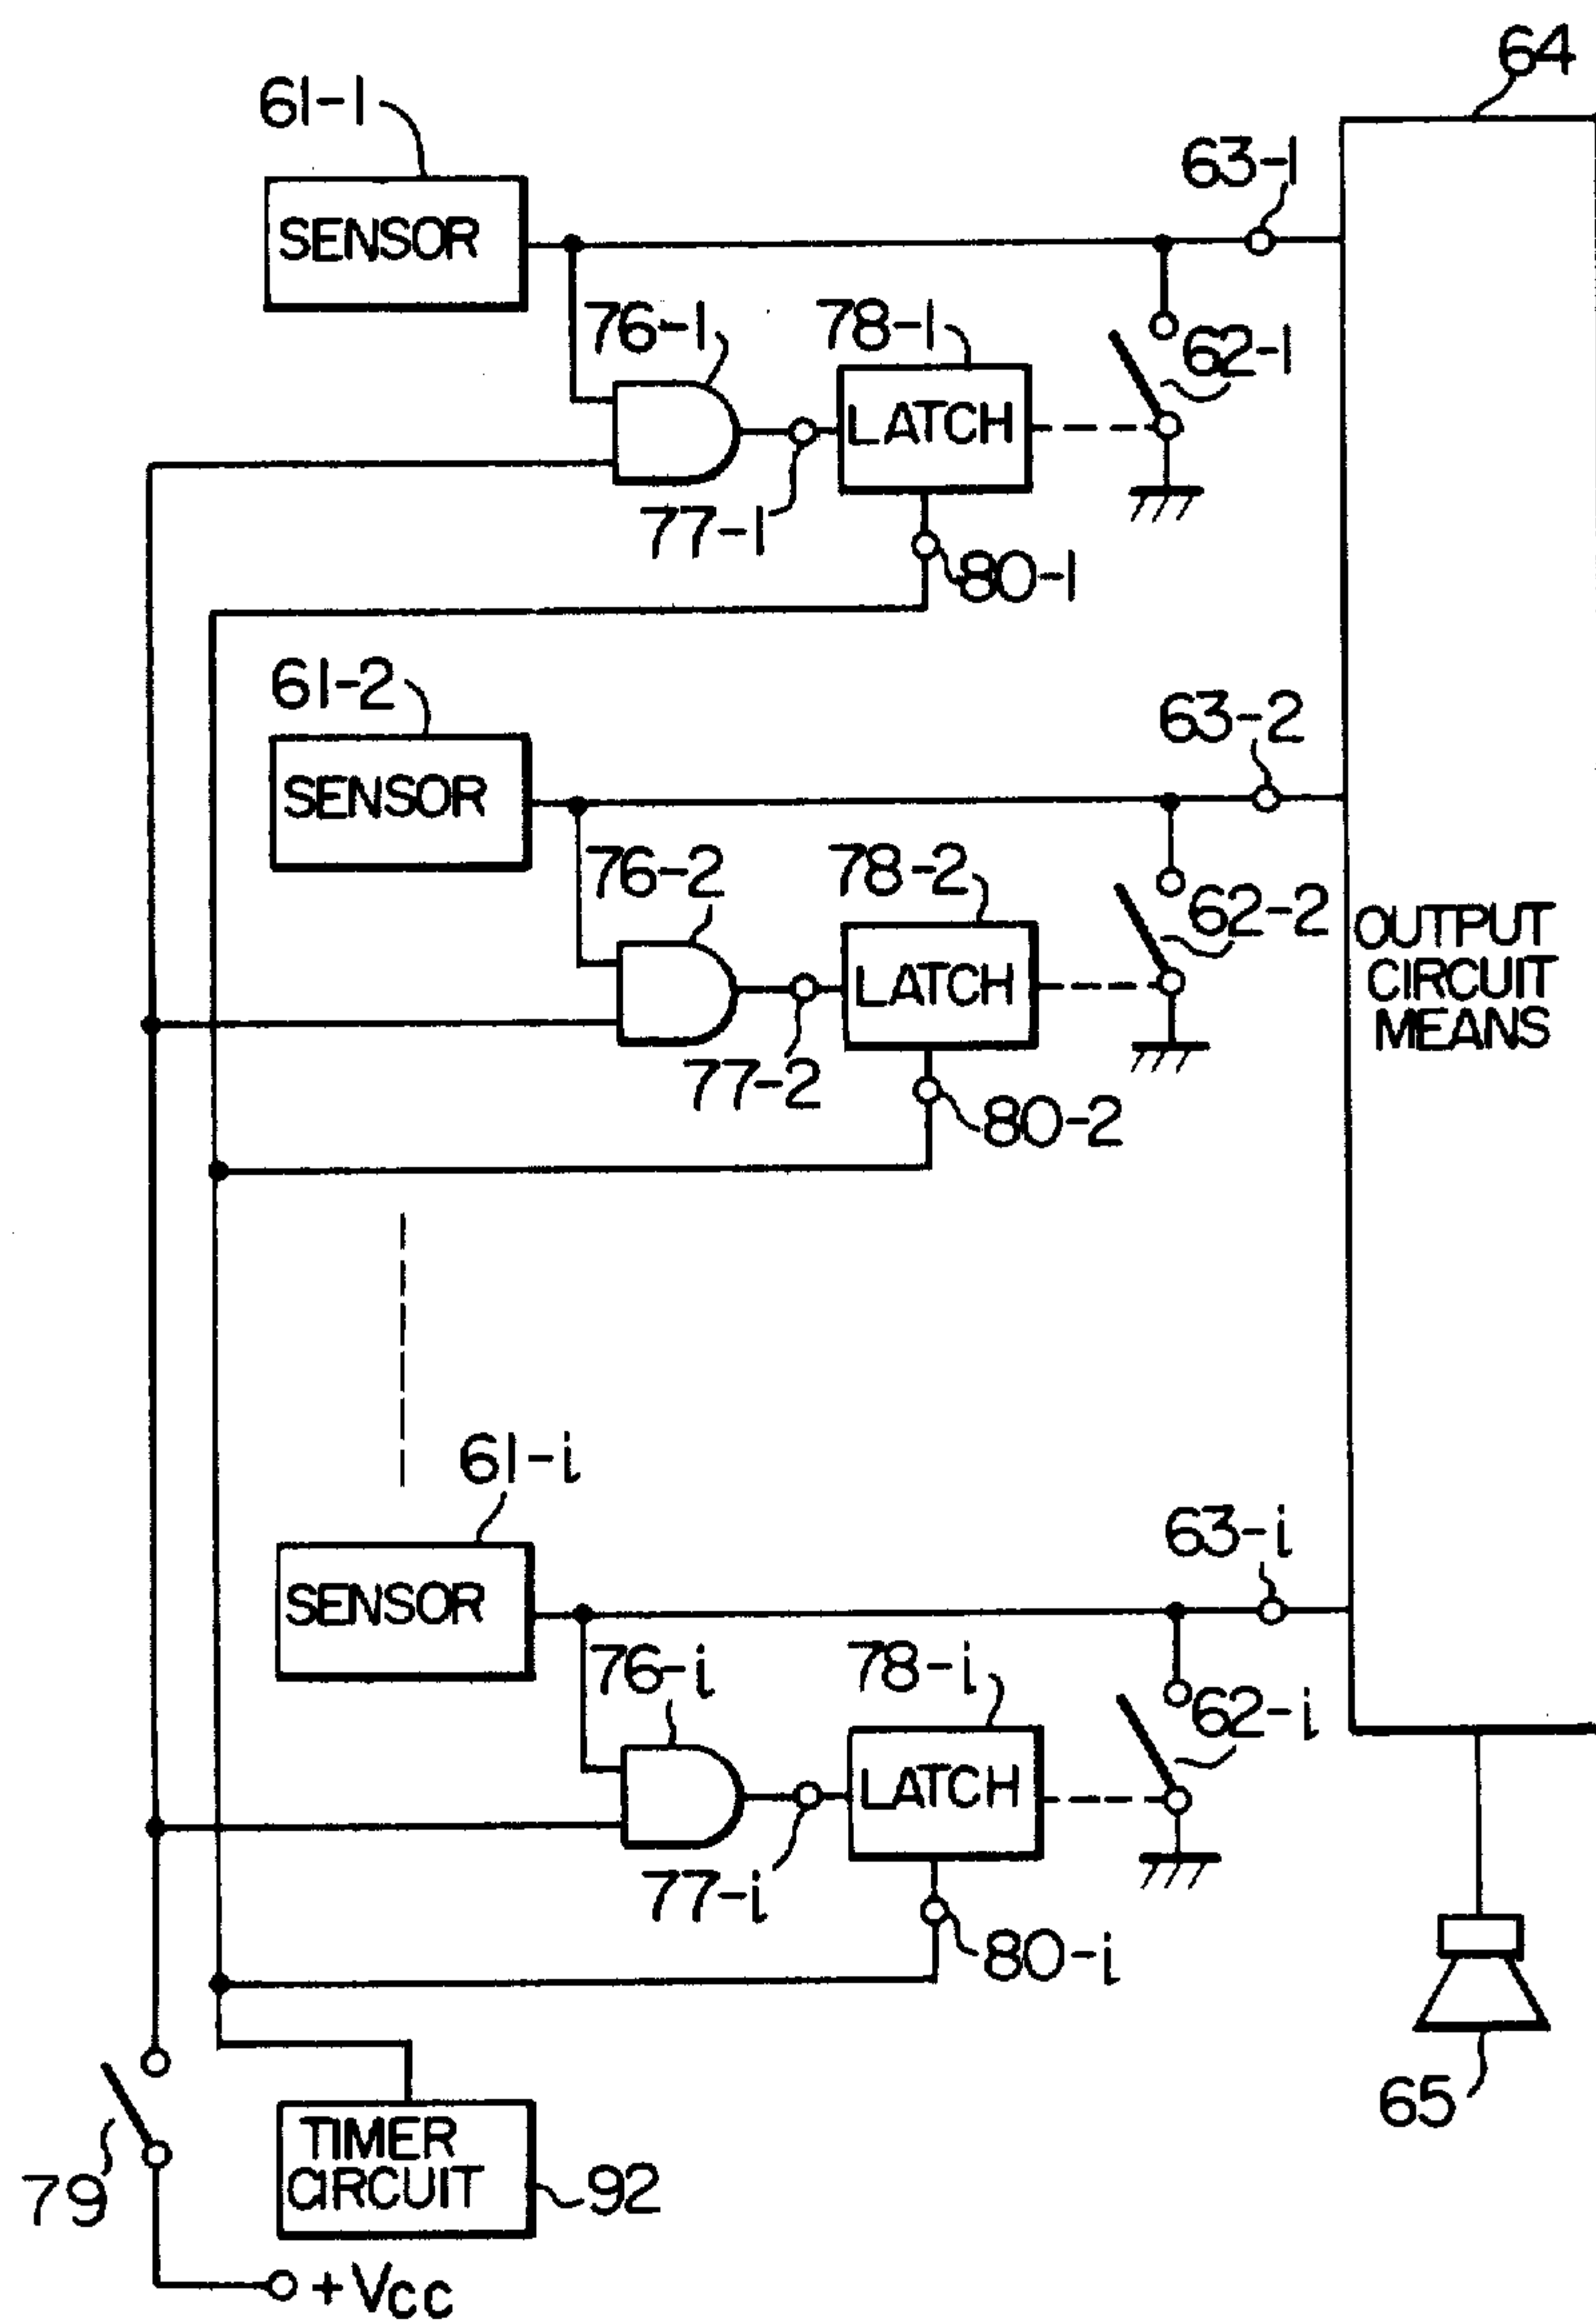 64
61-1
63-1
SENSOR
76-1
78-1
62-1
LATCH
77-1
80-1
61-2
63-2
SENSOR
76-2
78-2
62-2
OUTPUT
CIRCUIT
MEANS
LATCH
77-2
80-2
61-i
63-i
SENSOR
76-i
78-i
62-i
LATCH
77-i
80-i
65
79
TIMER
CIRCUIT
92
+Vcc